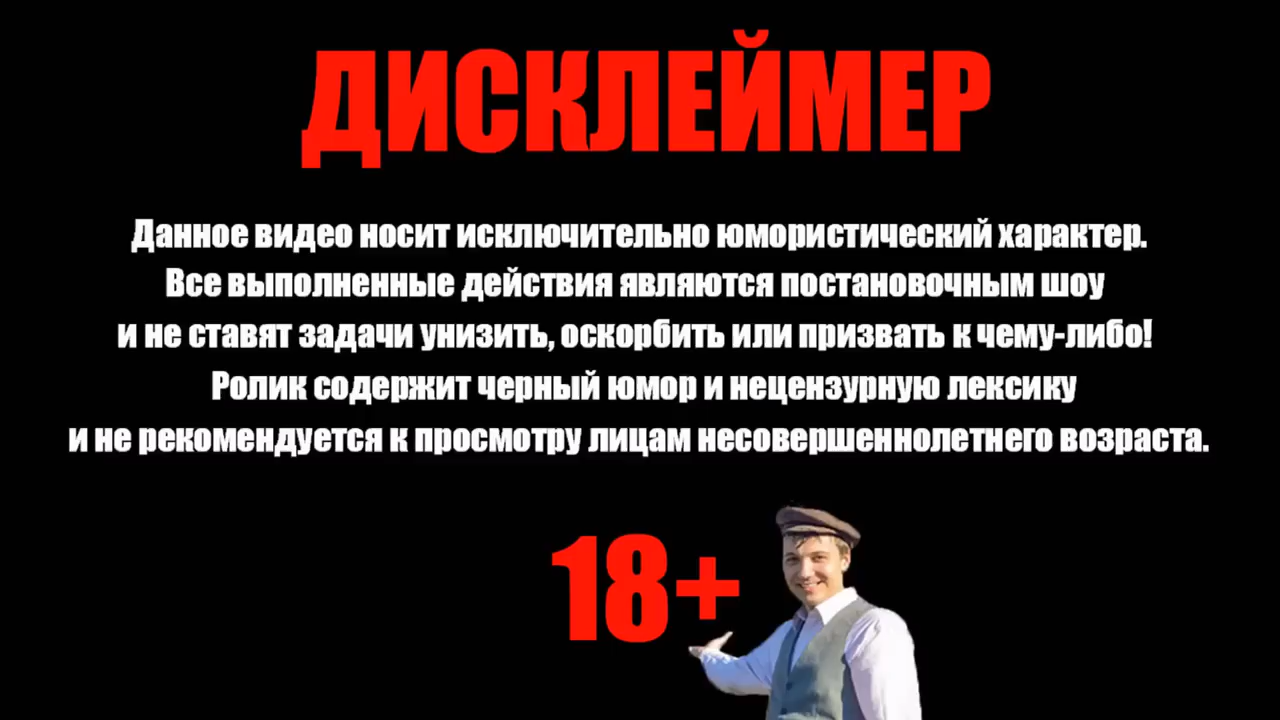 ДИСКЛЕЙМЕР
Данное видео носит исключительно юмористический характер.
Все выполненные действия являются постановочным шоу
и не ставят задачи унизить, оскорбить или призвать к чему-либо!
Ролик содержит черный юмор и нецензурную лексику
и не рекомендуется к просмотру лицам несовершеннолетнего возраста.
18+